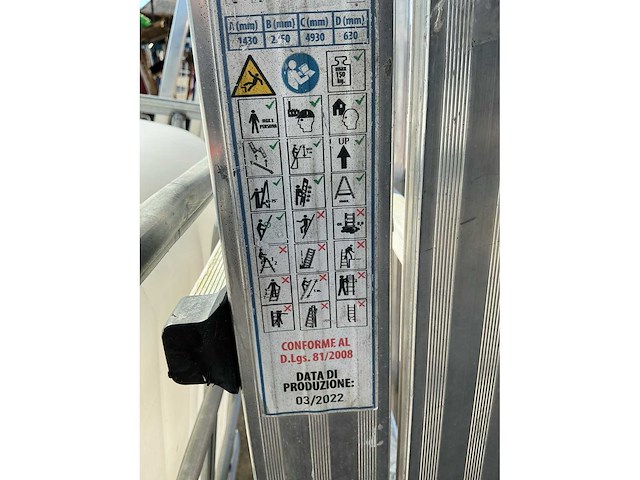 A (mm) B (mm) C (mm) D (mm)
1430 4930 630
max
150
kg.
MAX 1
PERSONA
UP
CONFORME AL
D.Lgs. 81/2008
DATA DI
PRODUZIONE:
03/2022